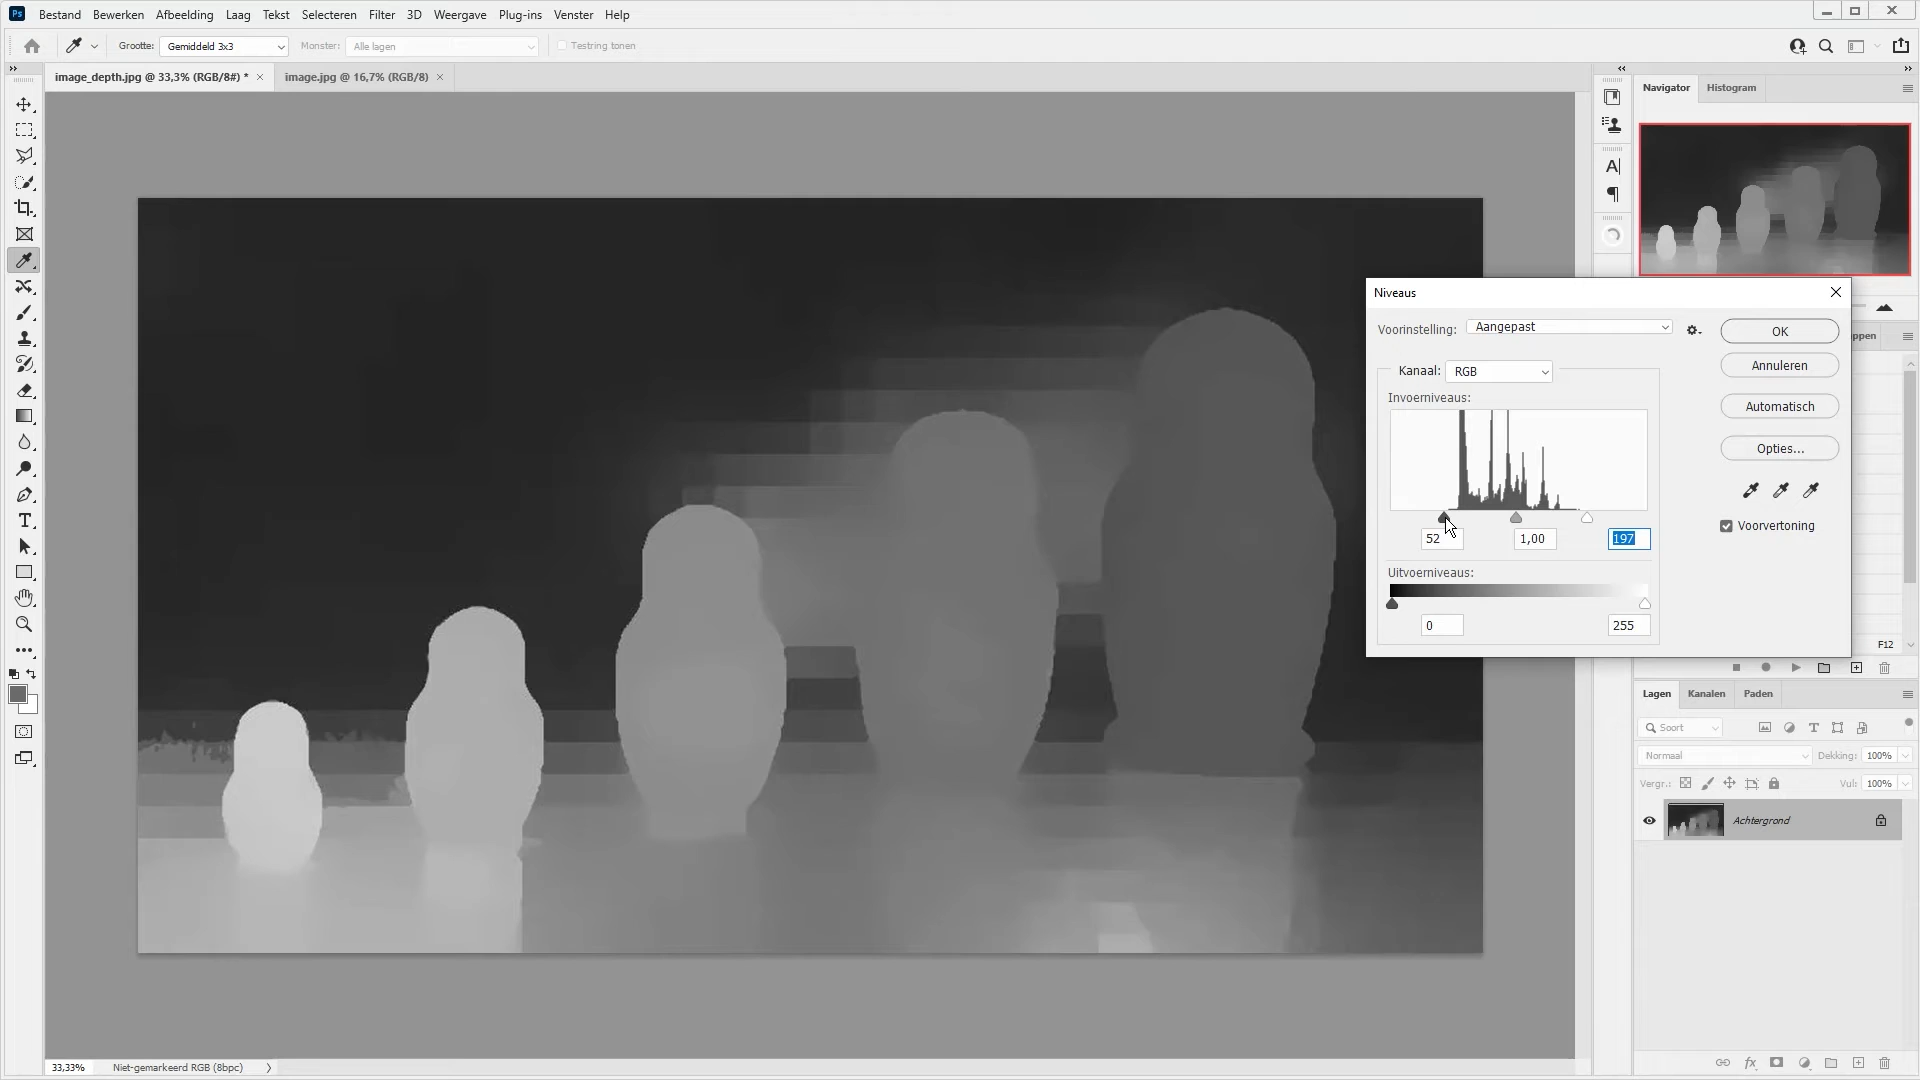 Ps Bestand Bewerken Afbeelding Laag Tekst Selecteren Filter 3D Weergave Plug-ins Venster Help
Grootte: Gemiddeld 3x3 Monster: Alle lagen Testring tonen
image_depth.jpg @ 33,3% (RGB/8#) * image.jpg @ 16,7% (RGB/8)
Navigator Histogram
Niveaus
Voorinstelling: Aangepast OK
ppen
Kanaal: RGB Annuleren
Invoerniveaus:
Automatisch
Opties...
Voorvertoning
52 1,00 197
Uitvoerniveaus:
0 255
F12
Lagen Kanalen Paden
Soort
Normaal Dekking: 100%
Vergr.: Vul: 100%
Achtergrond
33,33% Niet-gemarkeerd RGB (8bpc)